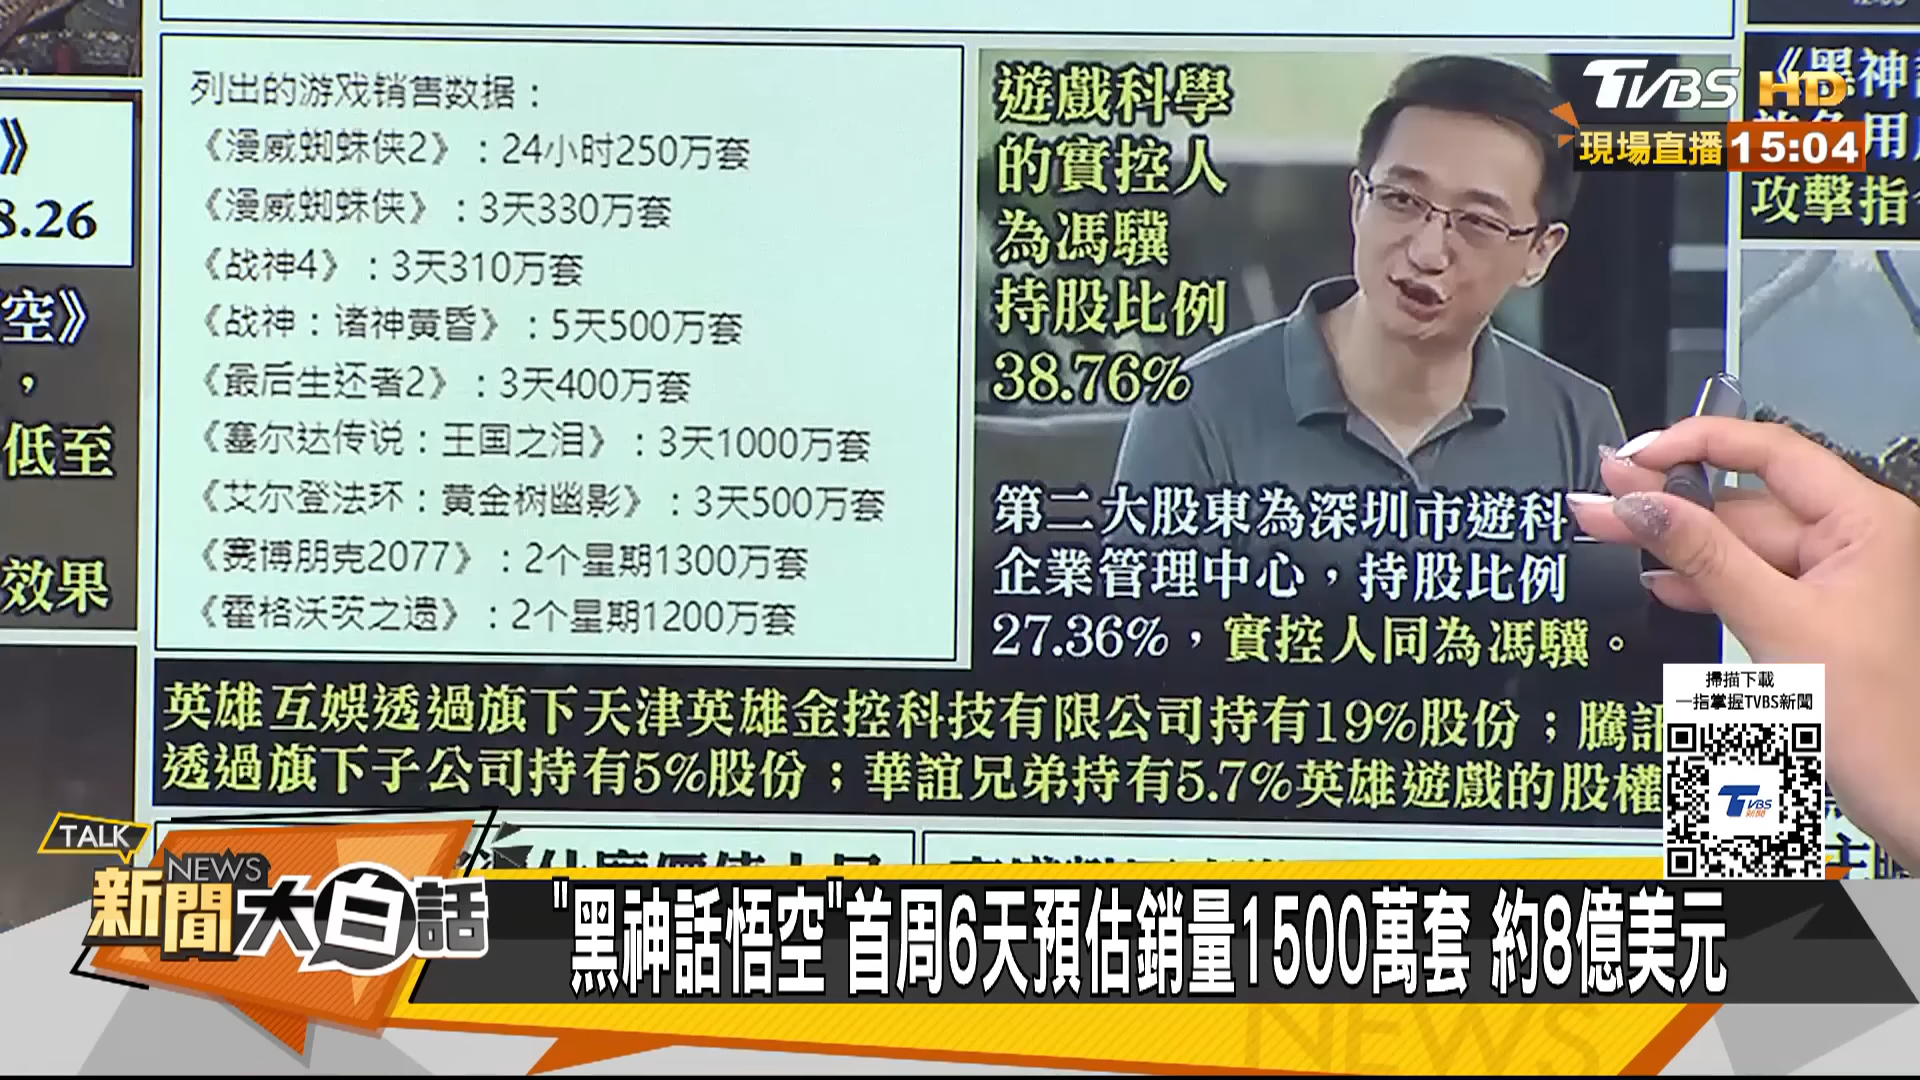 列出的游戏销售数据：
《漫威蜘蛛侠2》：24小时250万套
《漫威蜘蛛侠》：3天330万套
《战神4》：3天310万套
《战神：诸神黄昏》：5天500万套
《最后生还者2》：3天400万套
《塞尔达传说：王国之泪》：3天1000万套
《艾尔登法环：黄金树幽影》：3天500万套
《赛博朋克2077》：2个星期1300万套
《霍格沃茨之遗》：2个星期1200万套
遊戲科學
的實控人
為馮驥
持股比例
38.76%
第二大股東為深圳市遊科
企業管理中心，持股比例
27.36%，實控人同為馮驥。
英雄互娛透過旗下天津英雄金控科技有限公司持有19%股份；騰訊
透過旗下子公司持有5%股份；華誼兄弟持有5.7%英雄遊戲的股權
》
8.26
空》
，
低至
效果
TVBS HD
現場直播 15:04
《黑神
用
攻擊指
掃描下載
一指掌握TVBS新聞
TVBS
新聞
TALK
NEWS
新聞大白話
"黑神話悟空"首周6天預估銷量1500萬套 約8億美元
NEWS